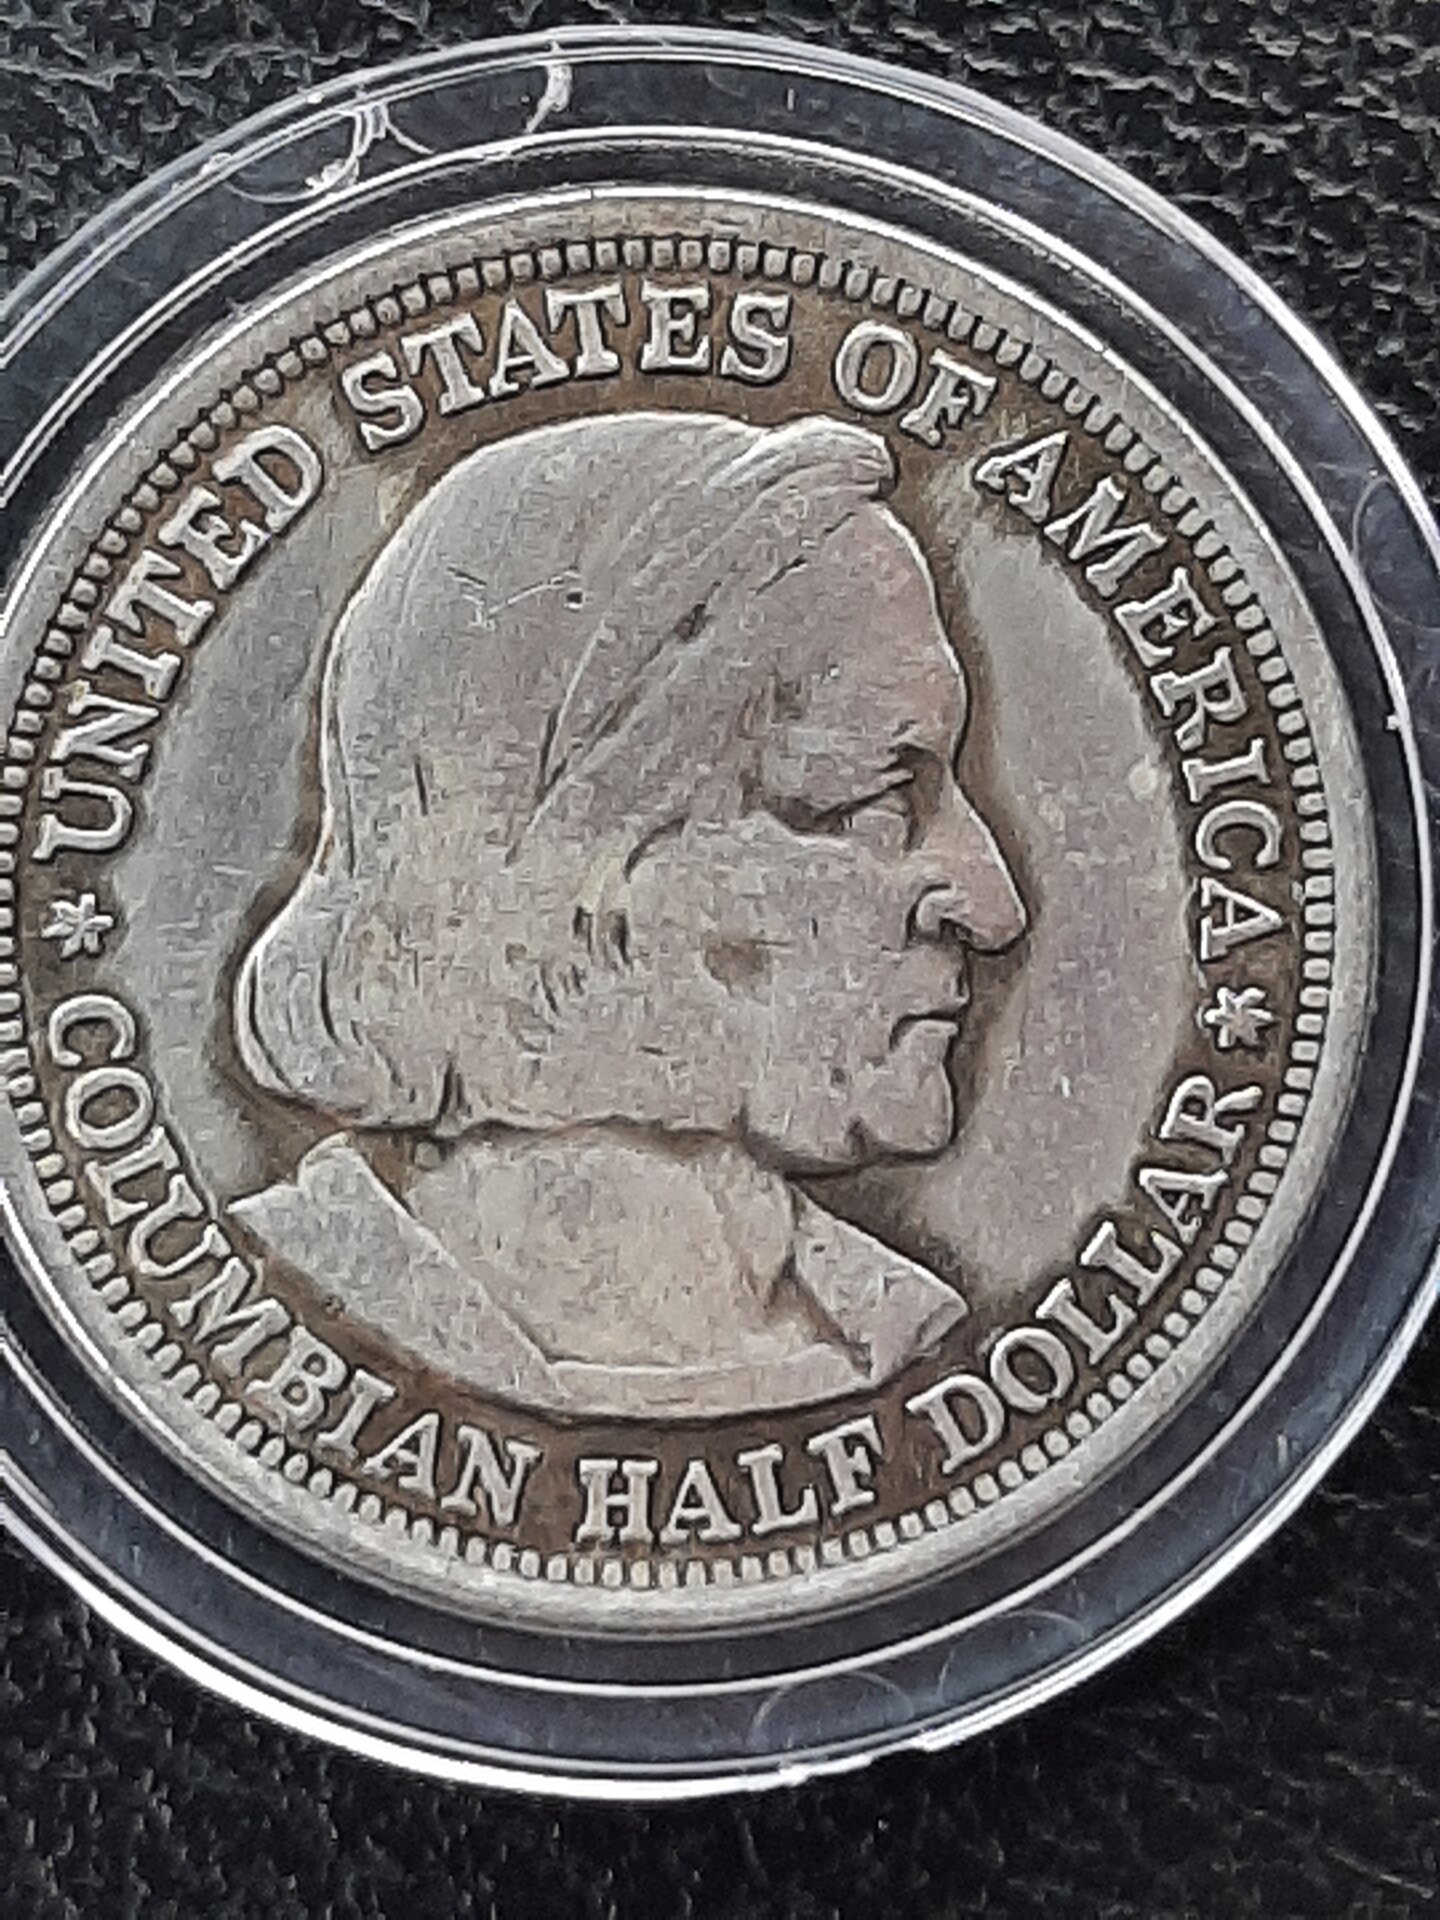 * UNITED STATES OF AMERICA *
COLUMBIAN HALF DOLLAR